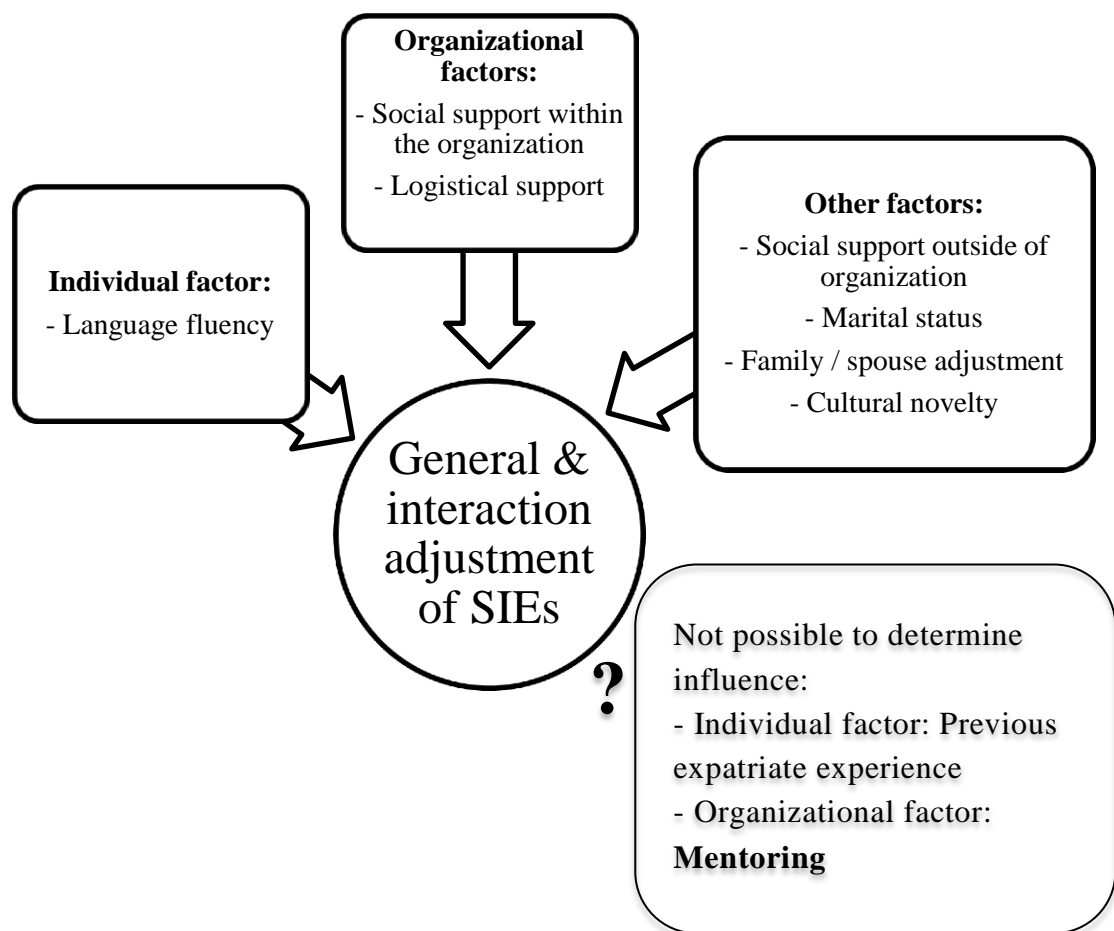 Organizational
factors:
- Social support within
the organization
- Logistical support
Individual factor:
- Language fluency
Other factors:
- Social support outside of
organization
- Marital status
- Family / spouse adjustment
- Cultural novelty
General &
interaction
adjustment
of SIEs
?
Not possible to determine
influence:
- Individual factor: Previous
expatriate experience
- Organizational factor:
Mentoring